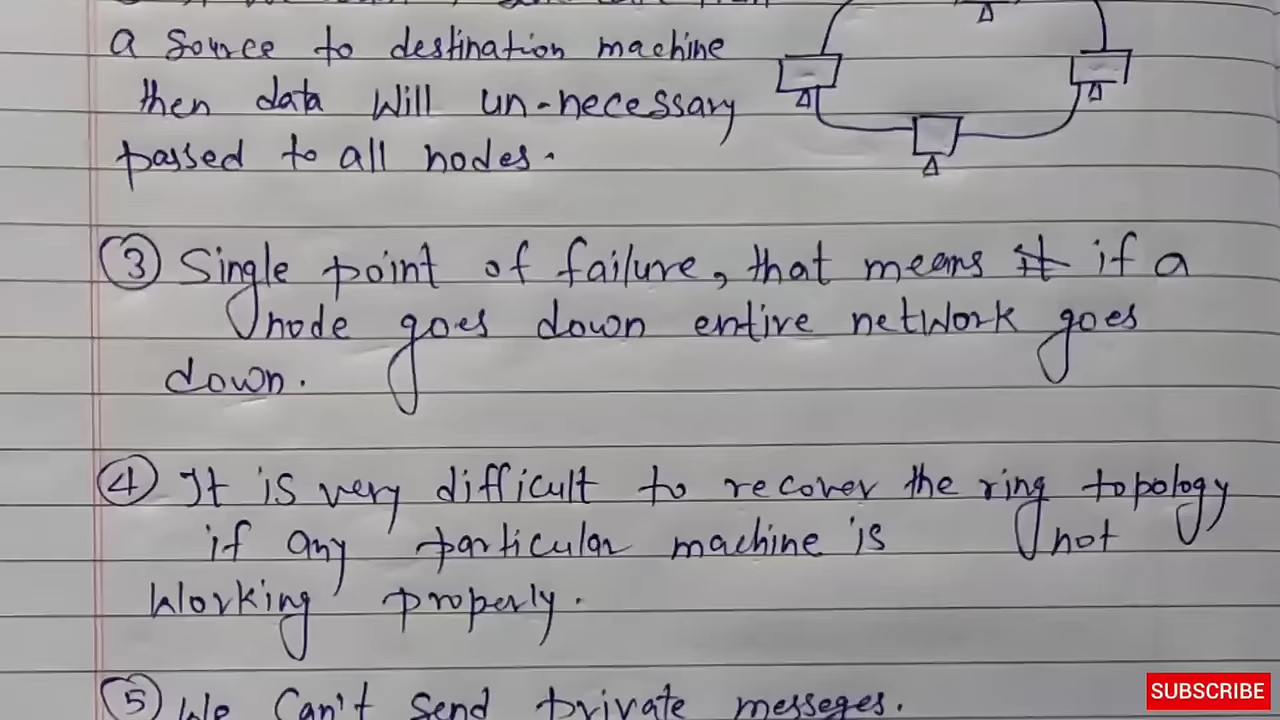 a source to destination machine
then data will un-necessary
passed to all nodes.
③ Single point of failure, that means if a
node goes down entire network goes
down.
④ It is very difficult to recover the ring topology
if any particular machine is not
working properly.
⑤ We Can't send private messeges.
SUBSCRIBE